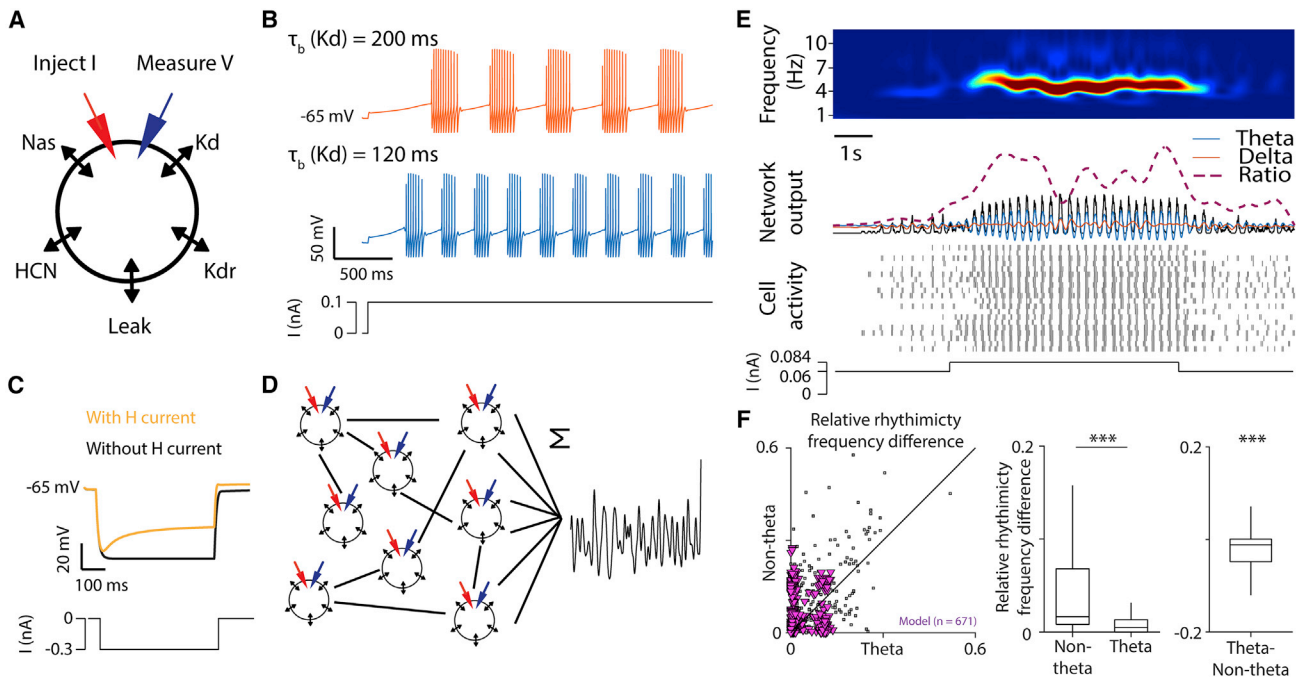 A
Inject I
Measure V
Nas
Kd
HCN
Kdr
Leak
B
τb (Kd) = 200 ms
-65 mV
τb (Kd) = 120 ms
50 mV
500 ms
I (nA)
0.1
0
C
With H current
Without H current
-65 mV
20 mV
100 ms
I (nA)
0
-0.3
D
Σ
E
Frequency
(Hz)
10
7
4
1
1s
Theta
Delta
Ratio
Network
output
Cell
activity
I (nA)
0.084
0.06
0
F
Relative rhythimicty
frequency difference
0.6
Non-theta
0
Model (n = 671)
0
Theta
0.6
Relative rhythimicty
frequency difference
0.2
0
***
Non-
theta
Theta
0.2
-0.2
***
Theta-
Non-theta